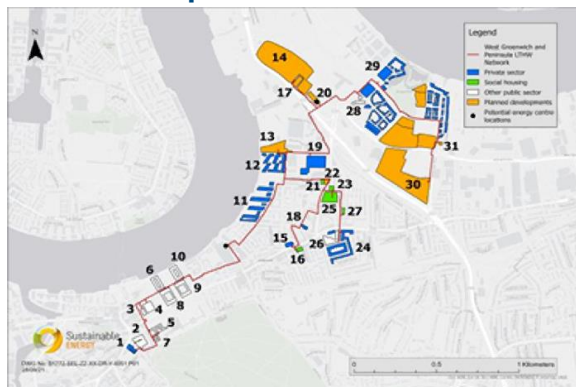 N
Legend
West Greenwich and
Peninsula LTHW
Network
Private sector
Social housing
Other public sector
Planned developments
Potential energy centre
locations
14
29
17
20
28
13
19
31
12
22
21
23
30
25
11
27
18
15
26
24
16
10
6
9
8
3
4
5
2
1
7
Sustainable
ENERGY
0
1 Kilometers